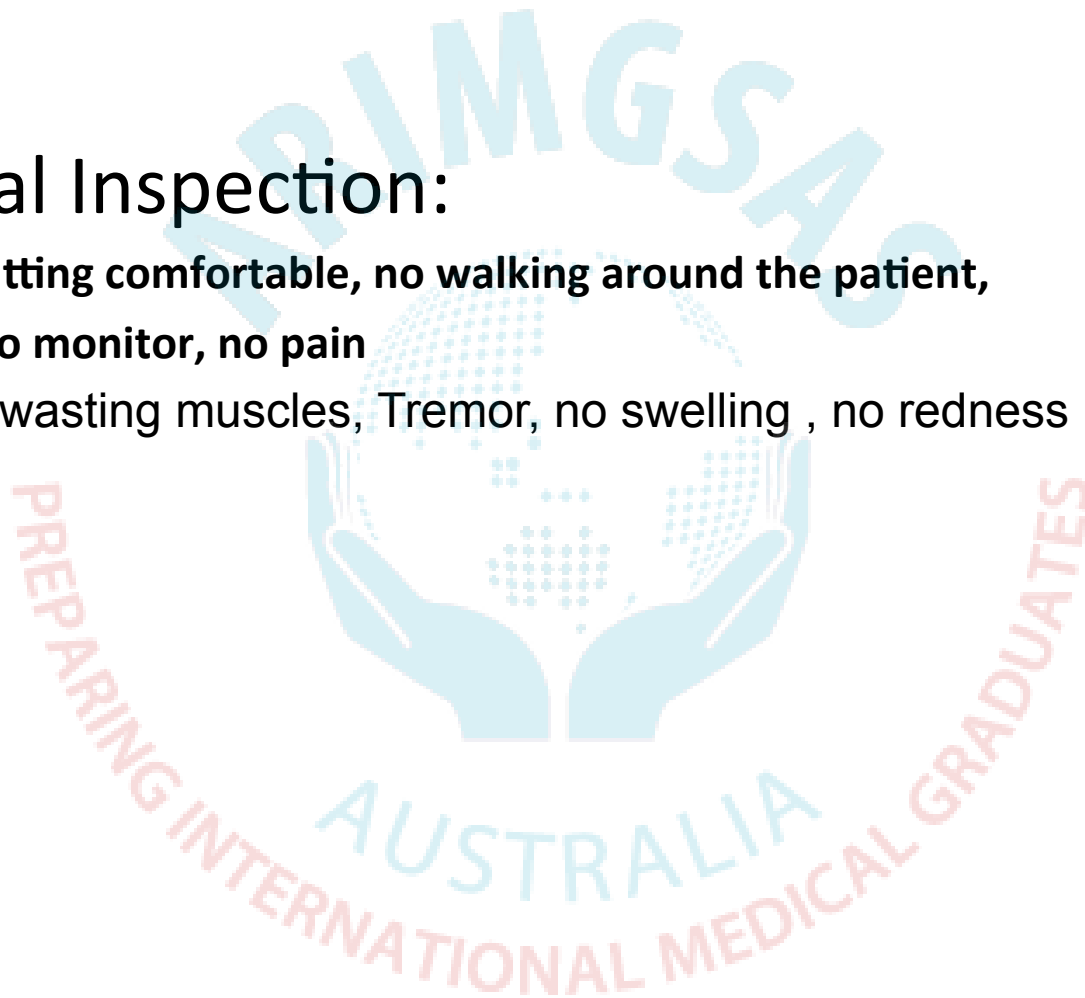 ARIMGSAS
al Inspection:
tting comfortable, no walking around the patient,
o monitor, no pain
wasting muscles, Tremor, no swelling , no redness
AUSTRALIA
PREPARING INTERNATIONAL MEDICAL GRADUATES